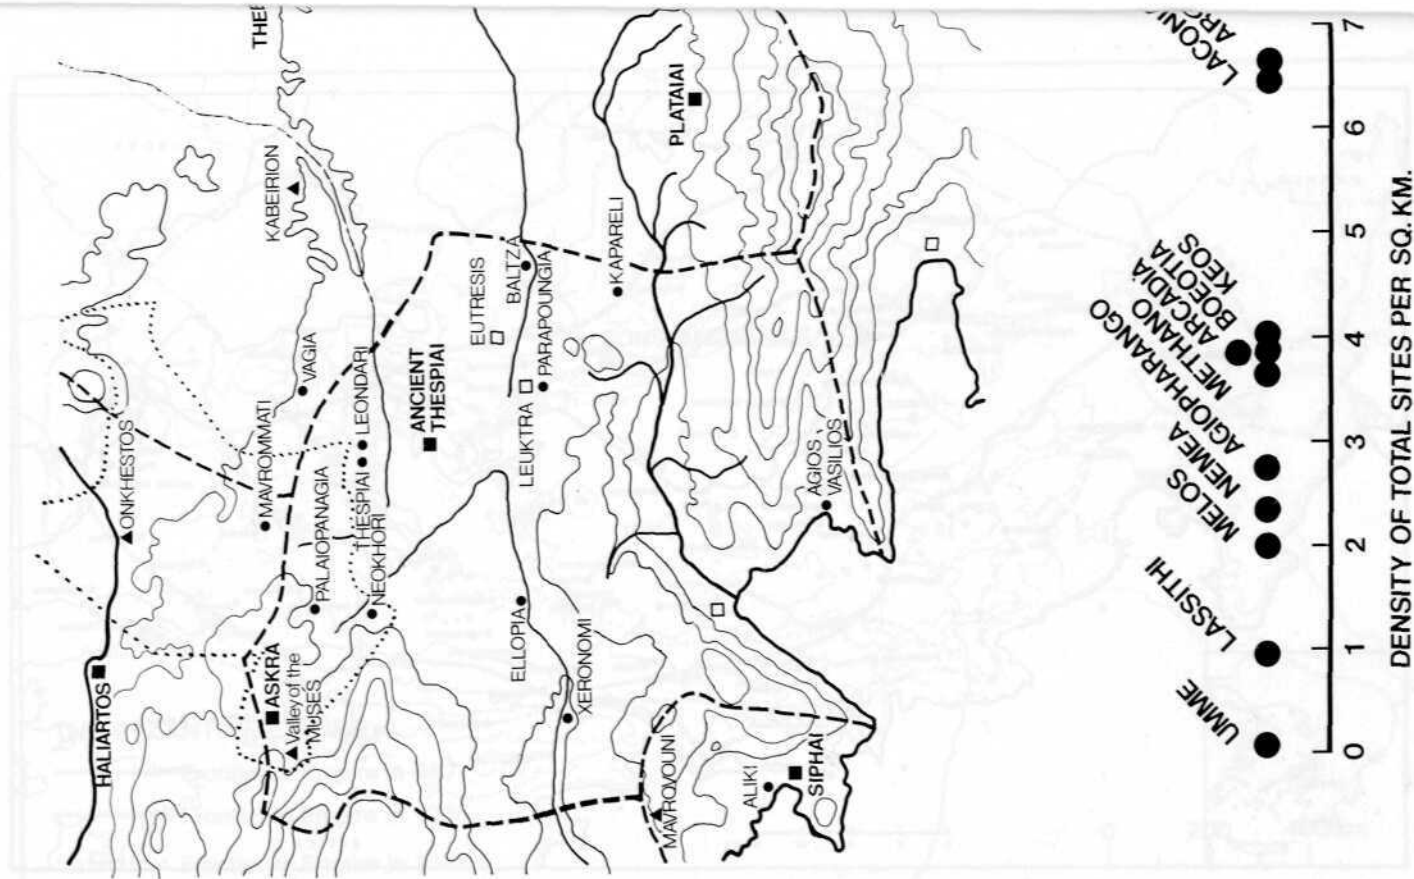 THE
HALIARTOS
ONKHESTOS
KABEIRION
ASKRA
Valley of the
MUSES
MAVROMMATI
VAGIA
PALAIOPANAGIA
THESPIAI
LEONDARI
NEOKHORI
ANCIENT
THESPIAI
EUTRESIS
BALTZA
LEUKTRA
PARAPOUNGIA
ELLOPIA
XERONOMI
KAPARELI
PLATAIAI
MAVROVOUNI
ALIKI
SIPHAI
AGIOS
VASILIOS
UMME
LASSITHI
MELOS
NEMEA
AGIOPHARANGO
METHANO
ARCADIA
BOEOTIA
KEOS
0 1 2 3 4 5 6 7
DENSITY OF TOTAL SITES PER SQ. KM.